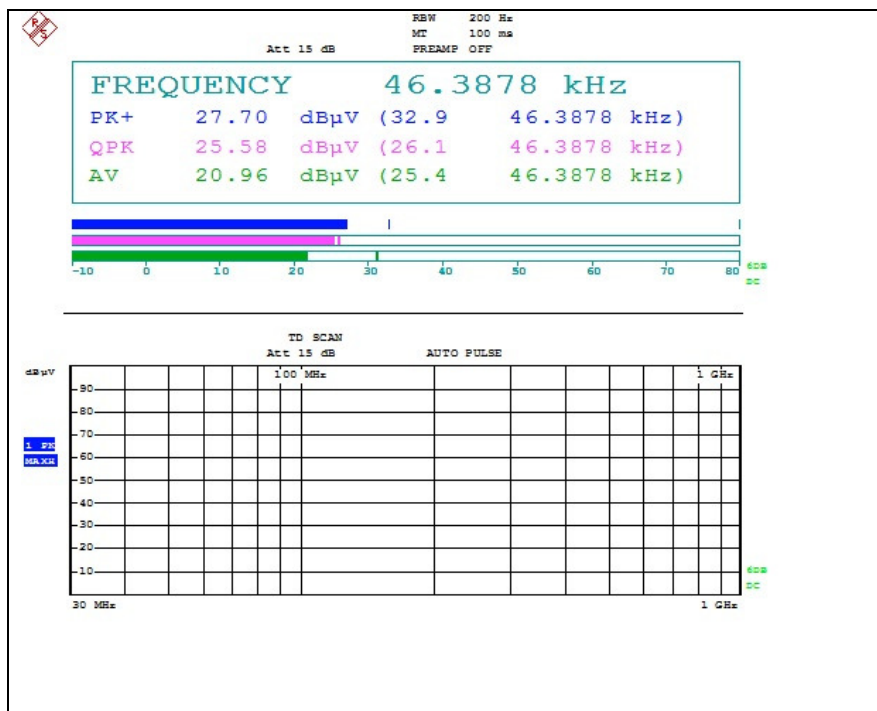 R S
RBW 200 Hz
MT 100 ms
Att 15 dB PREAMP OFF
FREQUENCY 46.3878 kHz
PK+ 27.70 dBµV (32.9 46.3878 kHz)
QPK 25.58 dBµV (26.1 46.3878 kHz)
AV 20.96 dBµV (25.4 46.3878 kHz)
-10 0 10 20 30 40 50 60 70 80
6DB
DC
TD SCAN
Att 15 dB AUTO PULSE
dBµV
100 MHz 1 GHz
90
80
70
1 PK
MAXH
60
50
40
30
20
10
6DB
DC
30 MHz 1 GHz